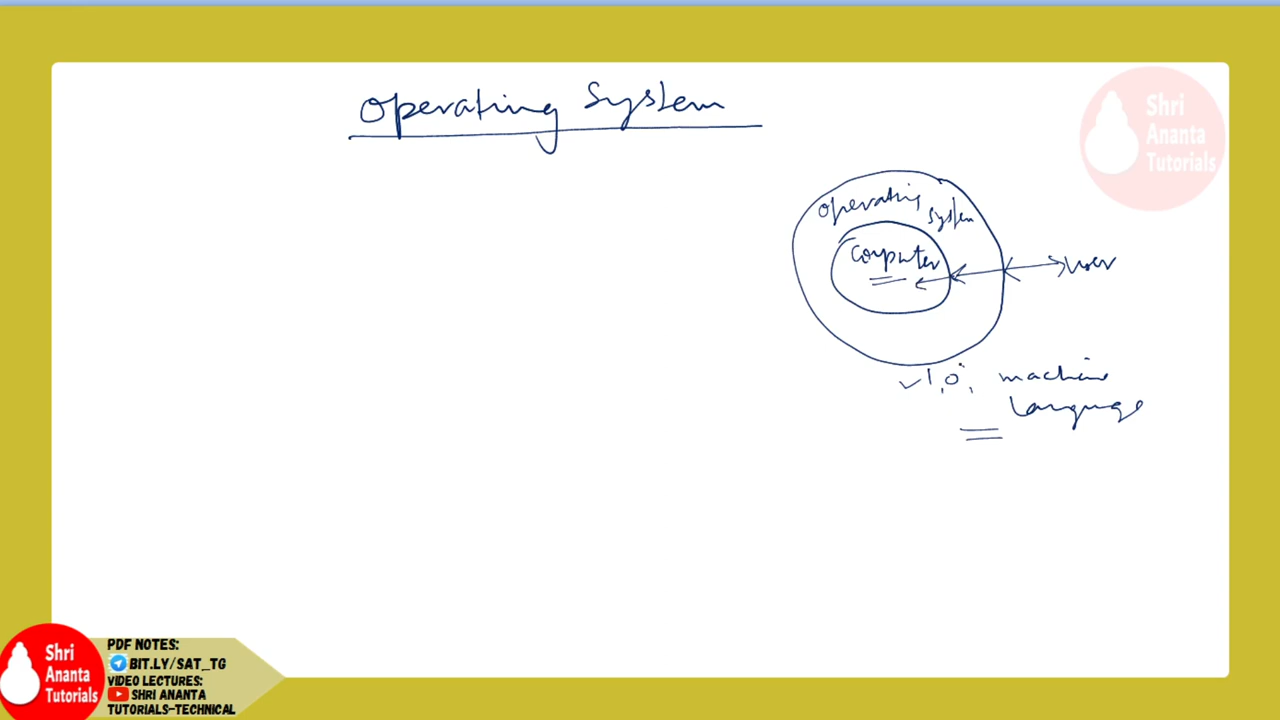 Operating System
Shri
Ananta
Tutorials
Operating
System
Computer
user
1, 0, machine
language
Shri
Ananta
Tutorials
PDF NOTES:
BIT.LY/SAT_TG
VIDEO LECTURES:
SHRI ANANTA
TUTORIALS-TECHNICAL